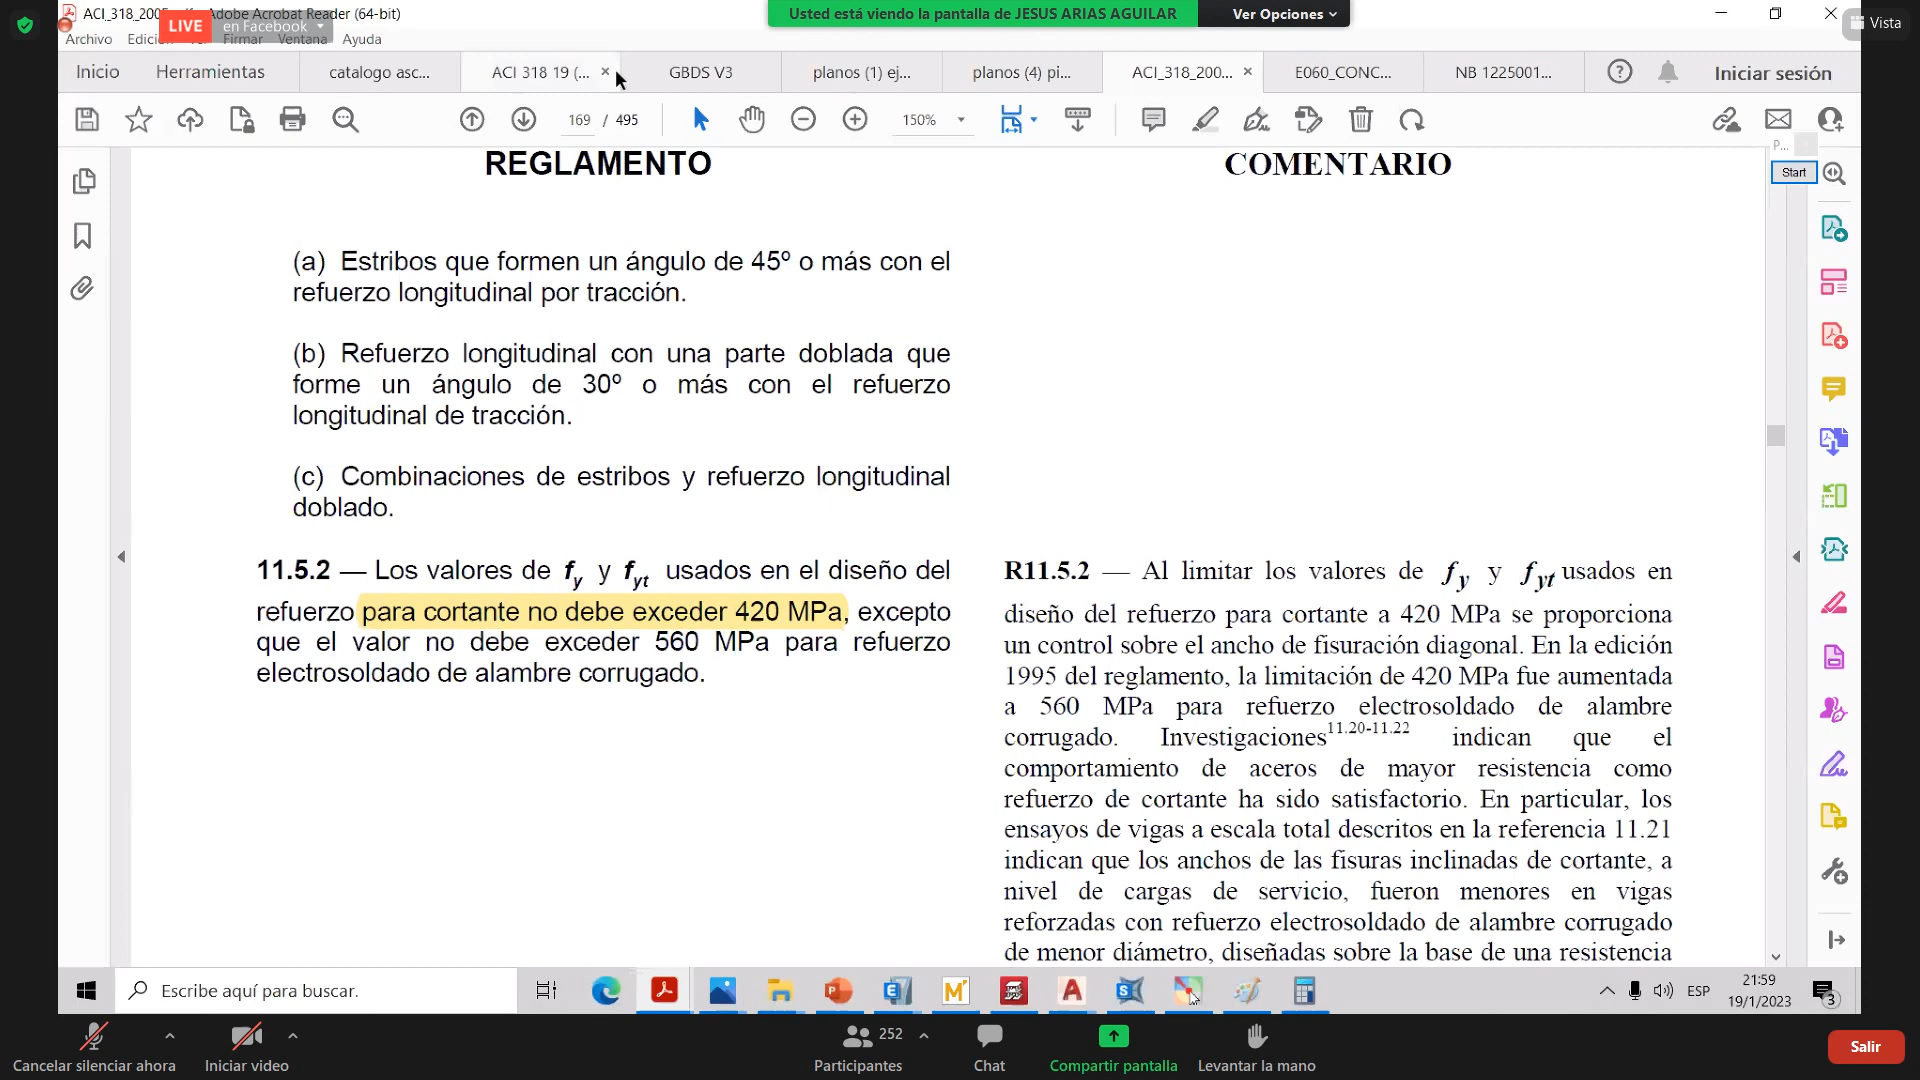 Adobe Acrobat Reader (64-bit)
LIVE
en Facebook
Usted está viendo la pantalla de JESUS ARIAS AGUILAR
Ver Opciones
Vista
Archivo
Firmar
Ventana
Ayuda
Inicio
Herramientas
catalogo asc...
ACI 318 19 (...
GBDS V3
planos (1) ej...
planos (4) pi...
ACI_318_200...
E060_CONC...
NB 1225001...
Iniciar sesión
169 / 495
150%
P...
Start
REGLAMENTO
(a) Estribos que formen un ángulo de 45º o más con el
refuerzo longitudinal por tracción.
(b) Refuerzo longitudinal con una parte doblada que
forme un ángulo de 30º o más con el refuerzo
longitudinal de tracción.
(c) Combinaciones de estribos y refuerzo longitudinal
doblado.
11.5.2 — Los valores de fy y fyt usados en el diseño del
refuerzo para cortante no debe exceder 420 MPa, excepto
que el valor no debe exceder 560 MPa para refuerzo
electrosoldado de alambre corrugado.
COMENTARIO
R11.5.2 — Al limitar los valores de fy y fyt usados en
diseño del refuerzo para cortante a 420 MPa se proporciona
un control sobre el ancho de fisuración diagonal. En la edición
1995 del reglamento, la limitación de 420 MPa fue aumentada
a 560 MPa para refuerzo electrosoldado de alambre
corrugado. Investigaciones11.20-11.22 indican que el
comportamiento de aceros de mayor resistencia como
refuerzo de cortante ha sido satisfactorio. En particular, los
ensayos de vigas a escala total descritos en la referencia 11.21
indican que los anchos de las fisuras inclinadas de cortante, a
nivel de cargas de servicio, fueron menores en vigas
reforzadas con refuerzo electrosoldado de alambre corrugado
de menor diámetro, diseñadas sobre la base de una resistencia
Escribe aquí para buscar.
ESP
21:59
19/1/2023
3
Cancelar silenciar ahora
Iniciar video
252
Participantes
Chat
Compartir pantalla
Levantar la mano
Salir